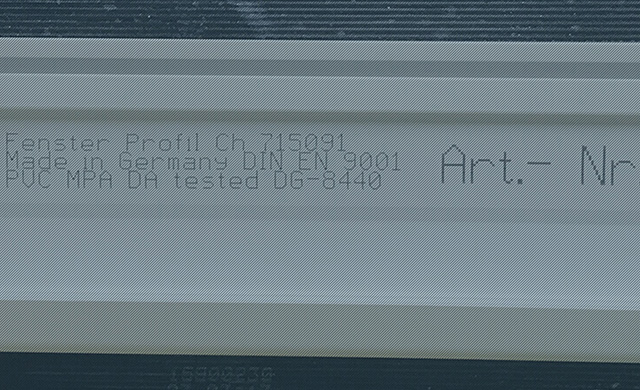 Fenster Profil Ch 715091
Made in Germany DIN EN 9001
PVC MPA DA tested DG-8440
Art.- Nr